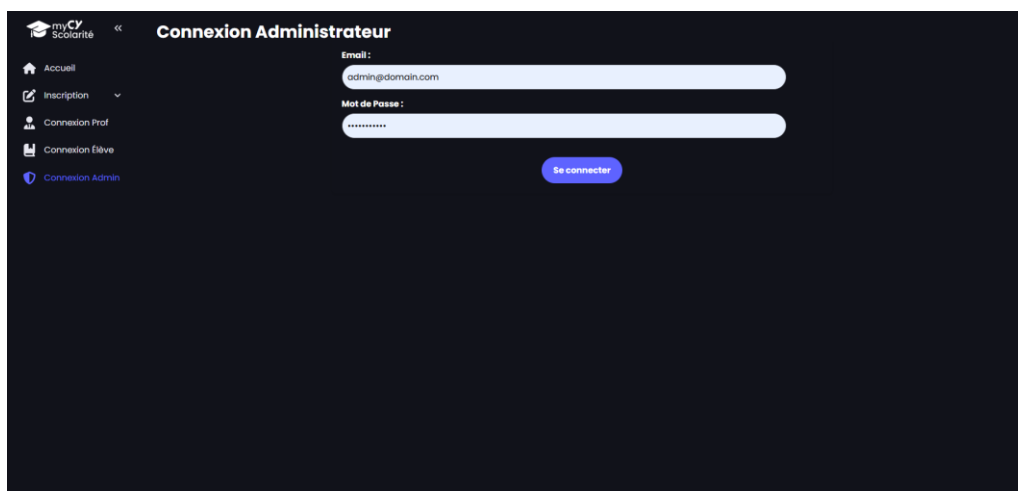 myCY
Scolarité
«
Connexion Administrateur
Accueil
Inscription
Connexion Prof
Connexion Élève
Connexion Admin
Email :
admin@domain.com
Mot de Passe :
•••••••••••
Se connecter